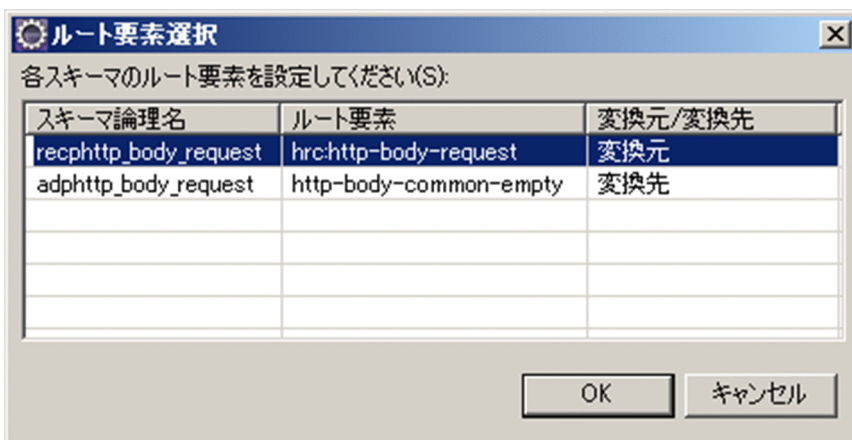 ルート要素選択
各スキーマのルート要素を設定してください(S):
スキーマ論理名 ルート要素 変換元/変換先
recphttp_body_request hrc:http-body-request 変換元
adphttp_body_request http-body-common-empty 変換先
OK キャンセル